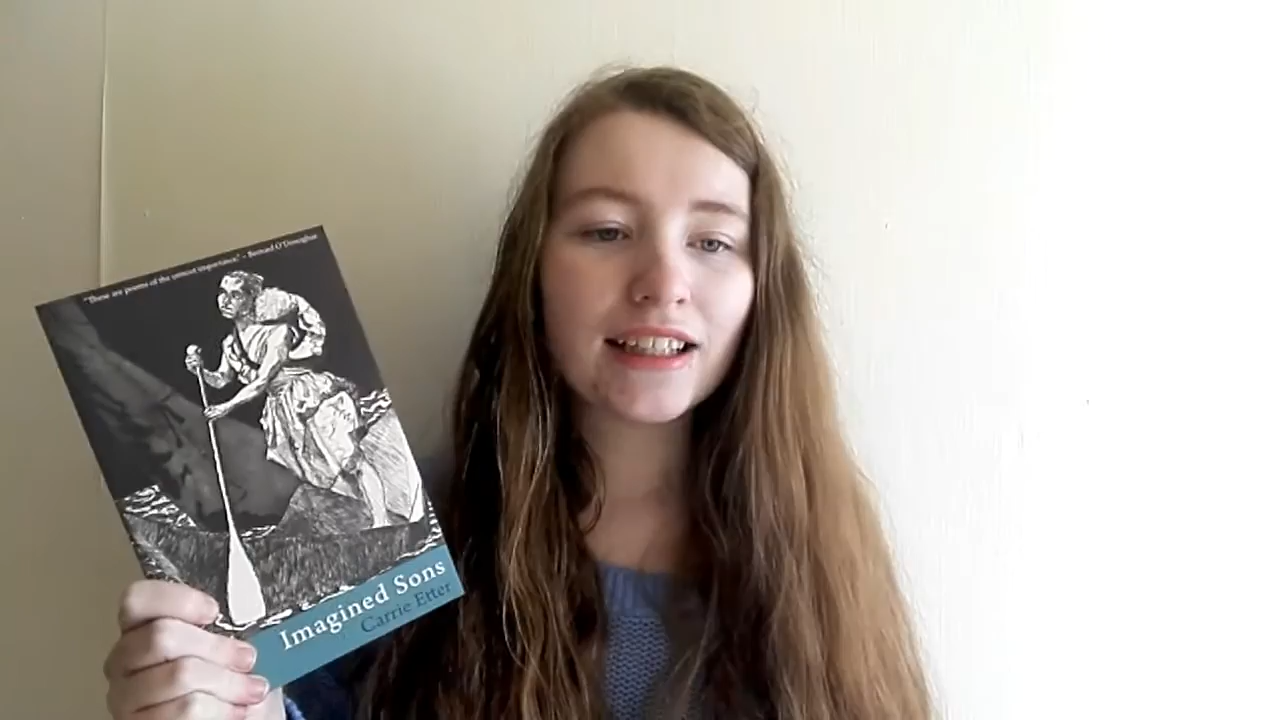 "These are poems of the utmost importance." – Bernard O'Donoghue
Imagined Sons
Carrie Etter